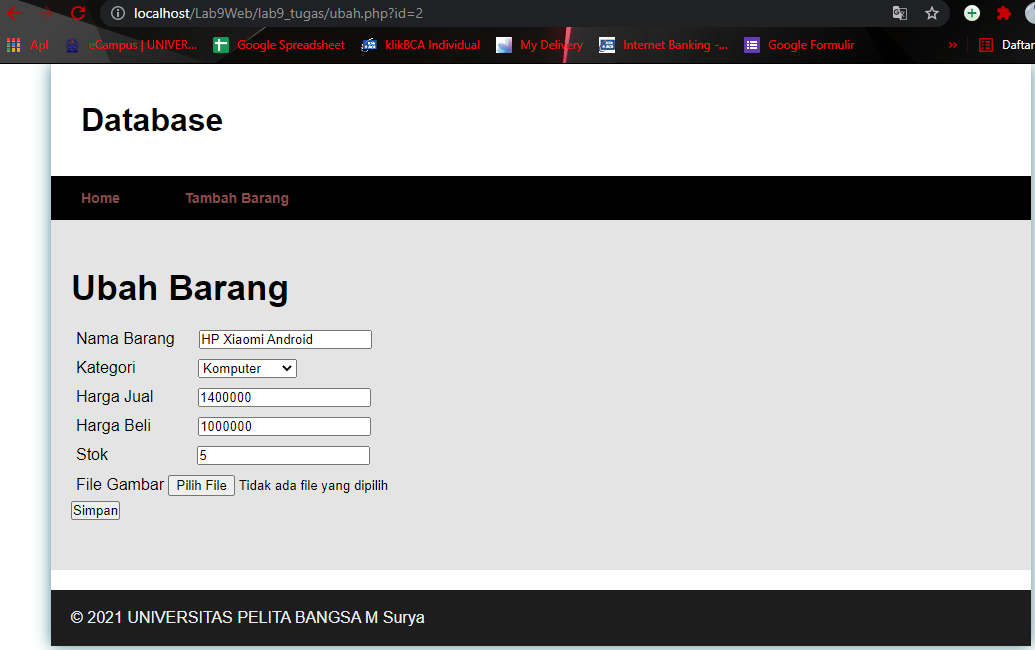 localhost/Lab9Web/lab9_tugas/ubah.php?id=2
Apl eCampus | UNIVER... Google Spreadsheet klikBCA Individual My Delivery Internet Banking -... Google Formulir » Daftar
Database
Home Tambah Barang
Ubah Barang
Nama Barang HP Xiaomi Android
Kategori Komputer
Harga Jual 1400000
Harga Beli 1000000
Stok 5
File Gambar Pilih File Tidak ada file yang dipilih
Simpan
© 2021 UNIVERSITAS PELITA BANGSA M Surya